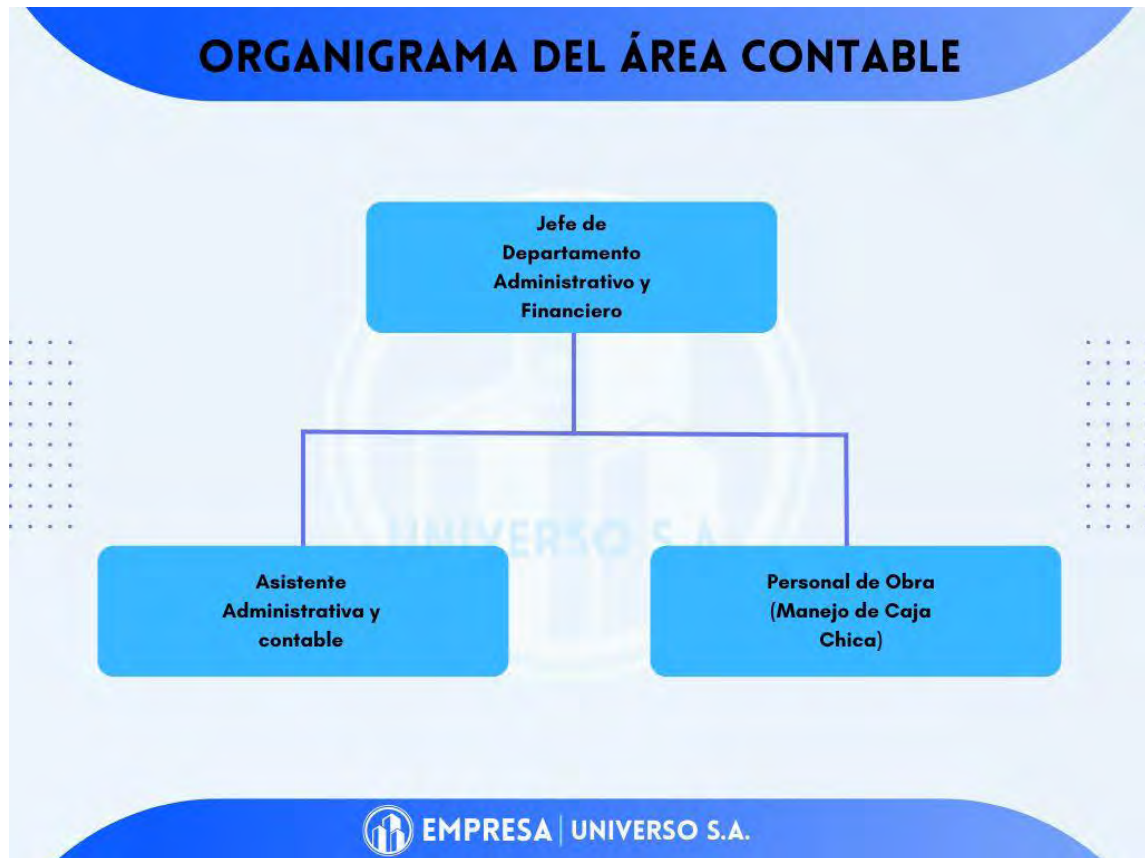 ORGANIGRAMA DEL ÁREA CONTABLE
Jefe de
Departamento
Administrativo y
Financiero
UNIVERSO S.A.
Asistente
Administrativa y
contable
Personal de Obra
(Manejo de Caja
Chica)
EMPRESA | UNIVERSO S.A.